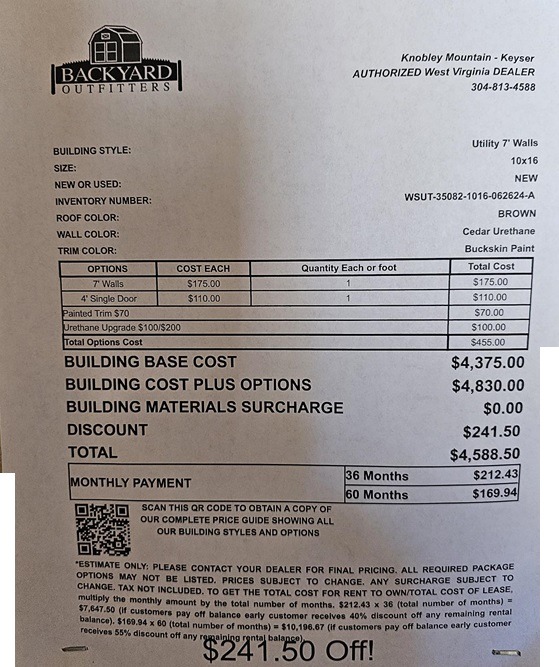 BACKYARD
OUTFITTERS
Knobley Mountain - Keyser
AUTHORIZED West Virginia DEALER
304-813-4588
BUILDING STYLE: Utility 7' Walls
SIZE: 10x16
NEW OR USED: NEW
INVENTORY NUMBER: WSUT-35082-1016-062624-A
ROOF COLOR: BROWN
WALL COLOR: Cedar Urethane
TRIM COLOR: Buckskin Paint
OPTIONS COST EACH Quantity Each or foot Total Cost
7' Walls $175.00 1 $175.00
4' Single Door $110.00 1 $110.00
Painted Trim $70 $70.00
Urethane Upgrade $100/$200 $100.00
Total Options Cost $455.00
BUILDING BASE COST $4,375.00
BUILDING COST PLUS OPTIONS $4,830.00
BUILDING MATERIALS SURCHARGE $0.00
DISCOUNT $241.50
TOTAL $4,588.50
MONTHLY PAYMENT 36 Months $212.43
60 Months $169.94
SCAN THIS QR CODE TO OBTAIN A COPY OF
OUR COMPLETE PRICE GUIDE SHOWING ALL
OUR BUILDING STYLES AND OPTIONS
*ESTIMATE ONLY: PLEASE CONTACT YOUR DEALER FOR FINAL PRICING. ALL REQUIRED PACKAGE
OPTIONS MAY NOT BE LISTED. PRICES SUBJECT TO CHANGE. ANY SURCHARGE SUBJECT TO
CHANGE. TAX NOT INCLUDED. TO GET THE TOTAL COST FOR RENT TO OWN/TOTAL COST OF LEASE,
multiply the monthly amount by the total number of months. $212.43 x 36 (total number of months) =
$7,647.50 (if customers pay off balance early customer receives 40% discount off any remaining rental
balance). $169.94 x 60 (total number of months) = $10,196.67 (if customers pay off balance early customer
receives 55% discount off any remaining rental balance).
$241.50 Off!